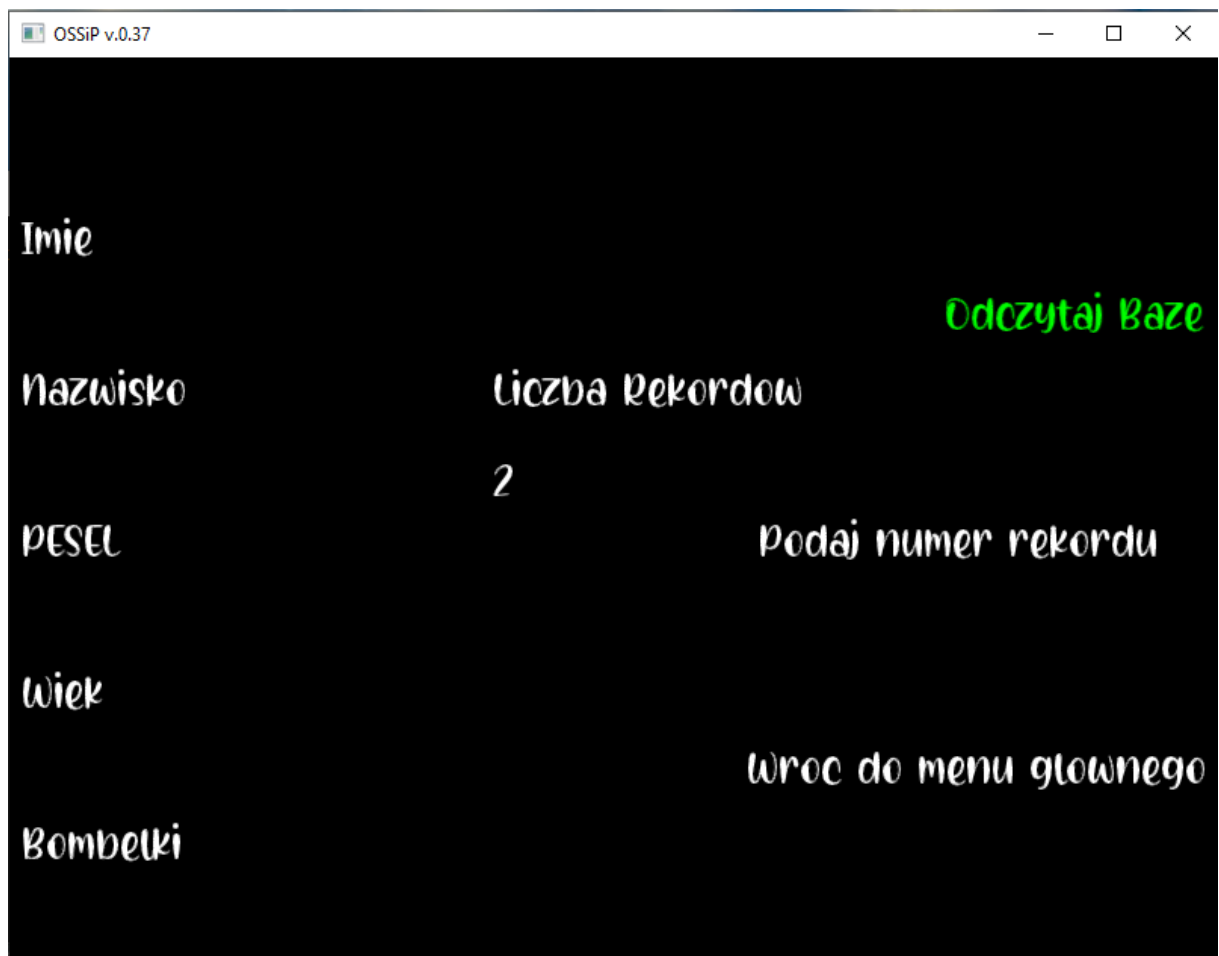 OSSiP v.0.37
Imie
Odczytaj Baze
Nazwisko
Liczba Rekordow
2
PESEL
Podaj numer rekordu
Wiek
Wroc do menu glownego
Bombelki